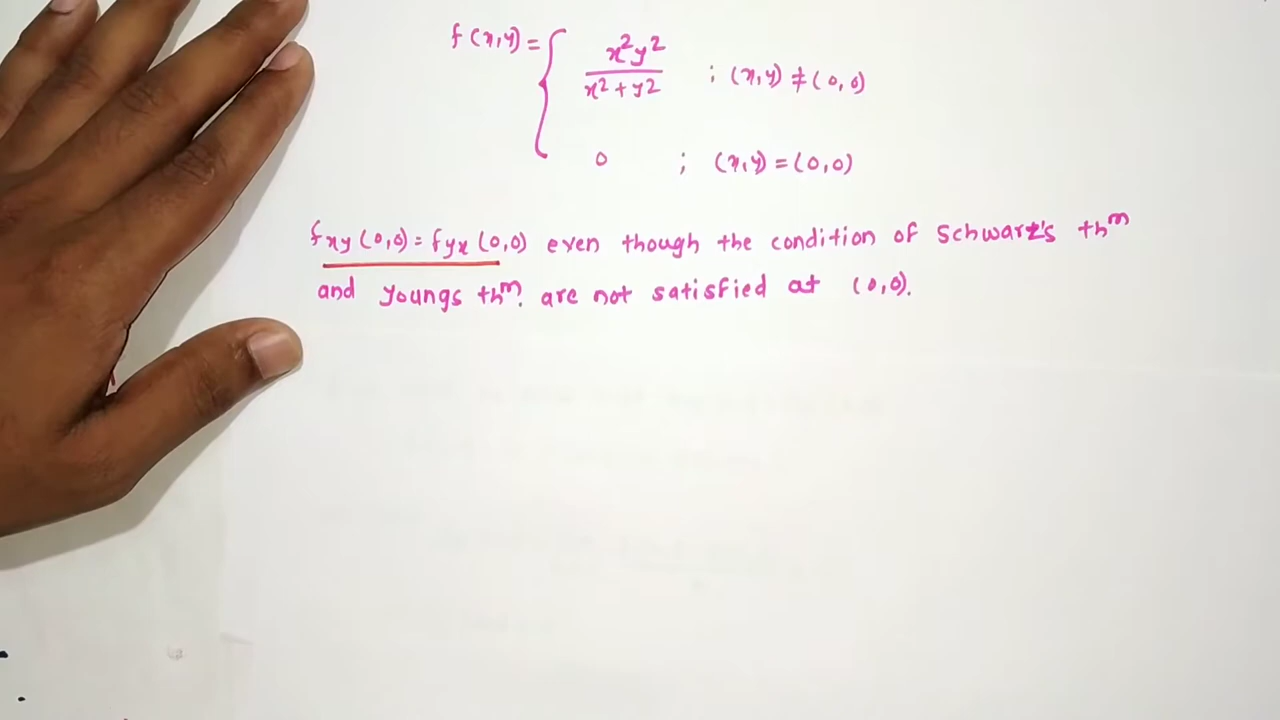 f(x,y) = { x²y² / x²+y² ; (x,y) ≠ (0,0)
0 ; (x,y) = (0,0)
fxy (0,0) = fyx (0,0) even though the condition of Schwartz's thm
and Youngs thm. are not satisfied at (0,0).